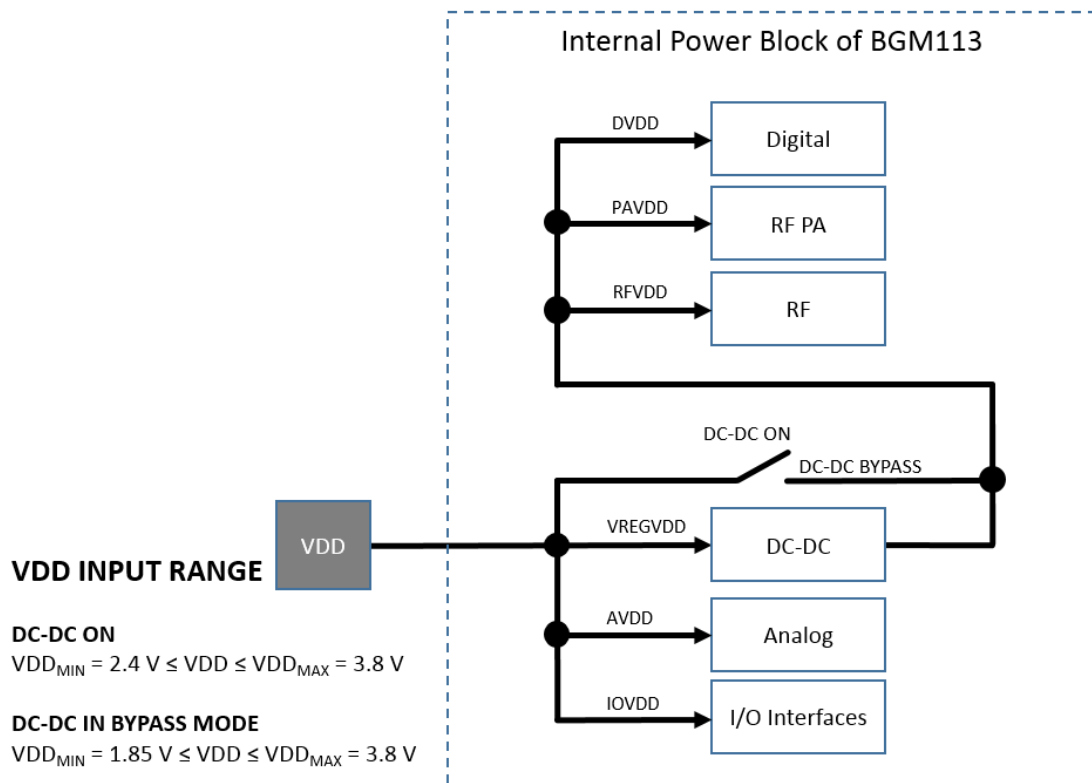 Internal Power Block of BGM113
DVDD
Digital
PAVDD
RF PA
RFVDD
RF
DC-DC ON
DC-DC BYPASS
VDD
VREGVDD
DC-DC
VDD INPUT RANGE
AVDD
Analog
DC-DC ON
VDDMIN = 2.4 V ≤ VDD ≤ VDDMAX = 3.8 V
IOVDD
I/O Interfaces
DC-DC IN BYPASS MODE
VDDMIN = 1.85 V ≤ VDD ≤ VDDMAX = 3.8 V